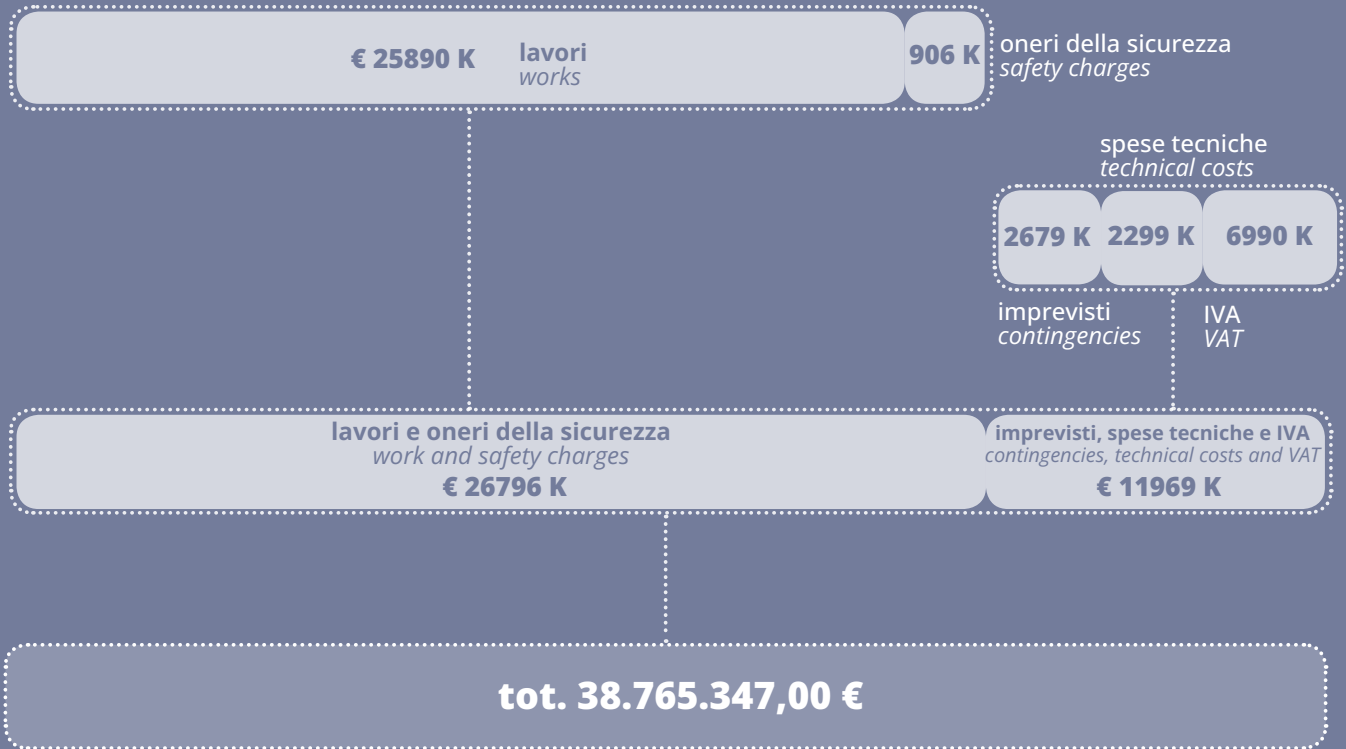 € 25890 K
lavori
works
906 K
oneri della sicurezza
safety charges
spese tecniche
technical costs
2679 K
2299 K
6990 K
imprevisti
contingencies
IVA
VAT
lavori e oneri della sicurezza
work and safety charges
€ 26796 K
imprevisti, spese tecniche e IVA
contingencies, technical costs and VAT
€ 11969 K
tot. 38.765.347,00 €